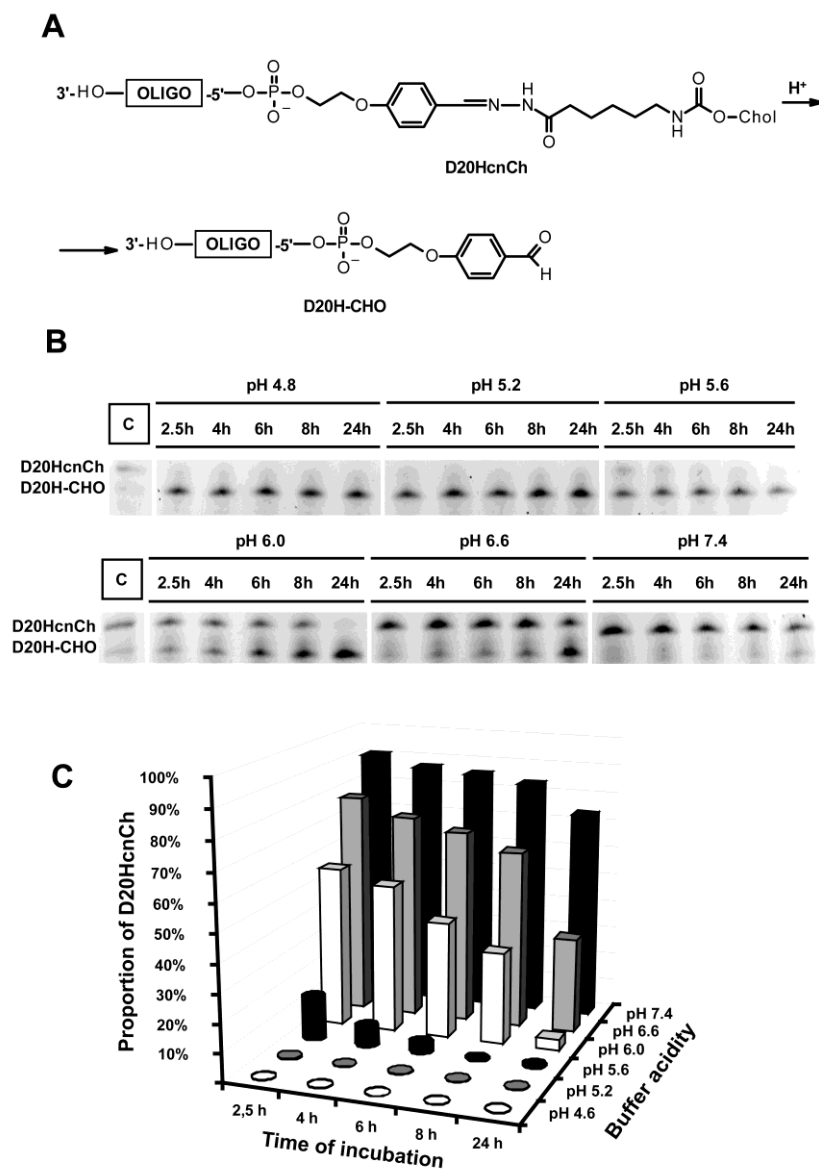 A
3'-HO OLIGO -5' O P O O⁻ O O N N H O N H O O Chol H⁺
D20HcnCh
3'-HO OLIGO -5' O P O O⁻ O O O H
D20H-CHO
B
pH 4.8 pH 5.2 pH 5.6
C 2.5h 4h 6h 8h 24h 2.5h 4h 6h 8h 24h 2.5h 4h 6h 8h 24h
D20HcnCh
D20H-CHO
pH 6.0 pH 6.6 pH 7.4
C 2.5h 4h 6h 8h 24h 2.5h 4h 6h 8h 24h 2.5h 4h 6h 8h 24h
D20HcnCh
D20H-CHO
C
Proportion of D20HcnCh
100%
90%
80%
70%
60%
50%
40%
30%
20%
10%
2,5 h 4 h 6 h 8 h 24 h
Time of incubation
pH 7.4
pH 6.6
pH 6.0
pH 5.6
pH 5.2
pH 4.6
Buffer acidity